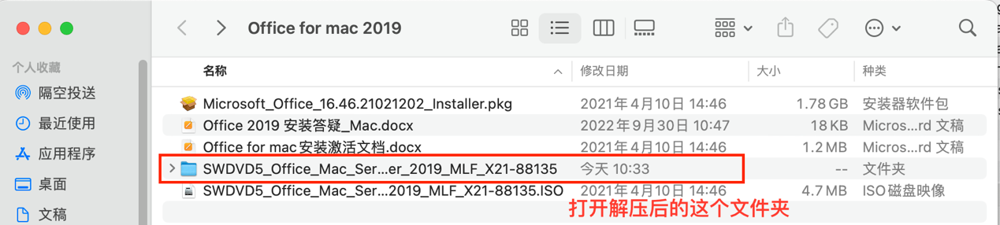 Office for mac 2019
个人收藏
隔空投送
最近使用
应用程序
桌面
文稿
名称 修改日期 大小 种类
Microsoft_Office_16.46.21021202_Installer.pkg 2021年4月10日 14:46 1.78 GB 安装器软件包
Office 2019 安装答疑_Mac.docx 2022年9月30日 10:47 18 KB Micros...rd 文稿
Office for mac安装激活文档.docx 2021年4月10日 14:46 1.2 MB Micros...rd 文稿
SWDVD5_Office_Mac_Ser...er_2019_MLF_X21-88135 今天 10:33 -- 文件夹
SWDVD5_Office_Mac_Ser...2019_MLF_X21-88135.ISO 2021年4月10日 14:46 4.7 MB ISO磁盘映像
打开解压后的这个文件夹